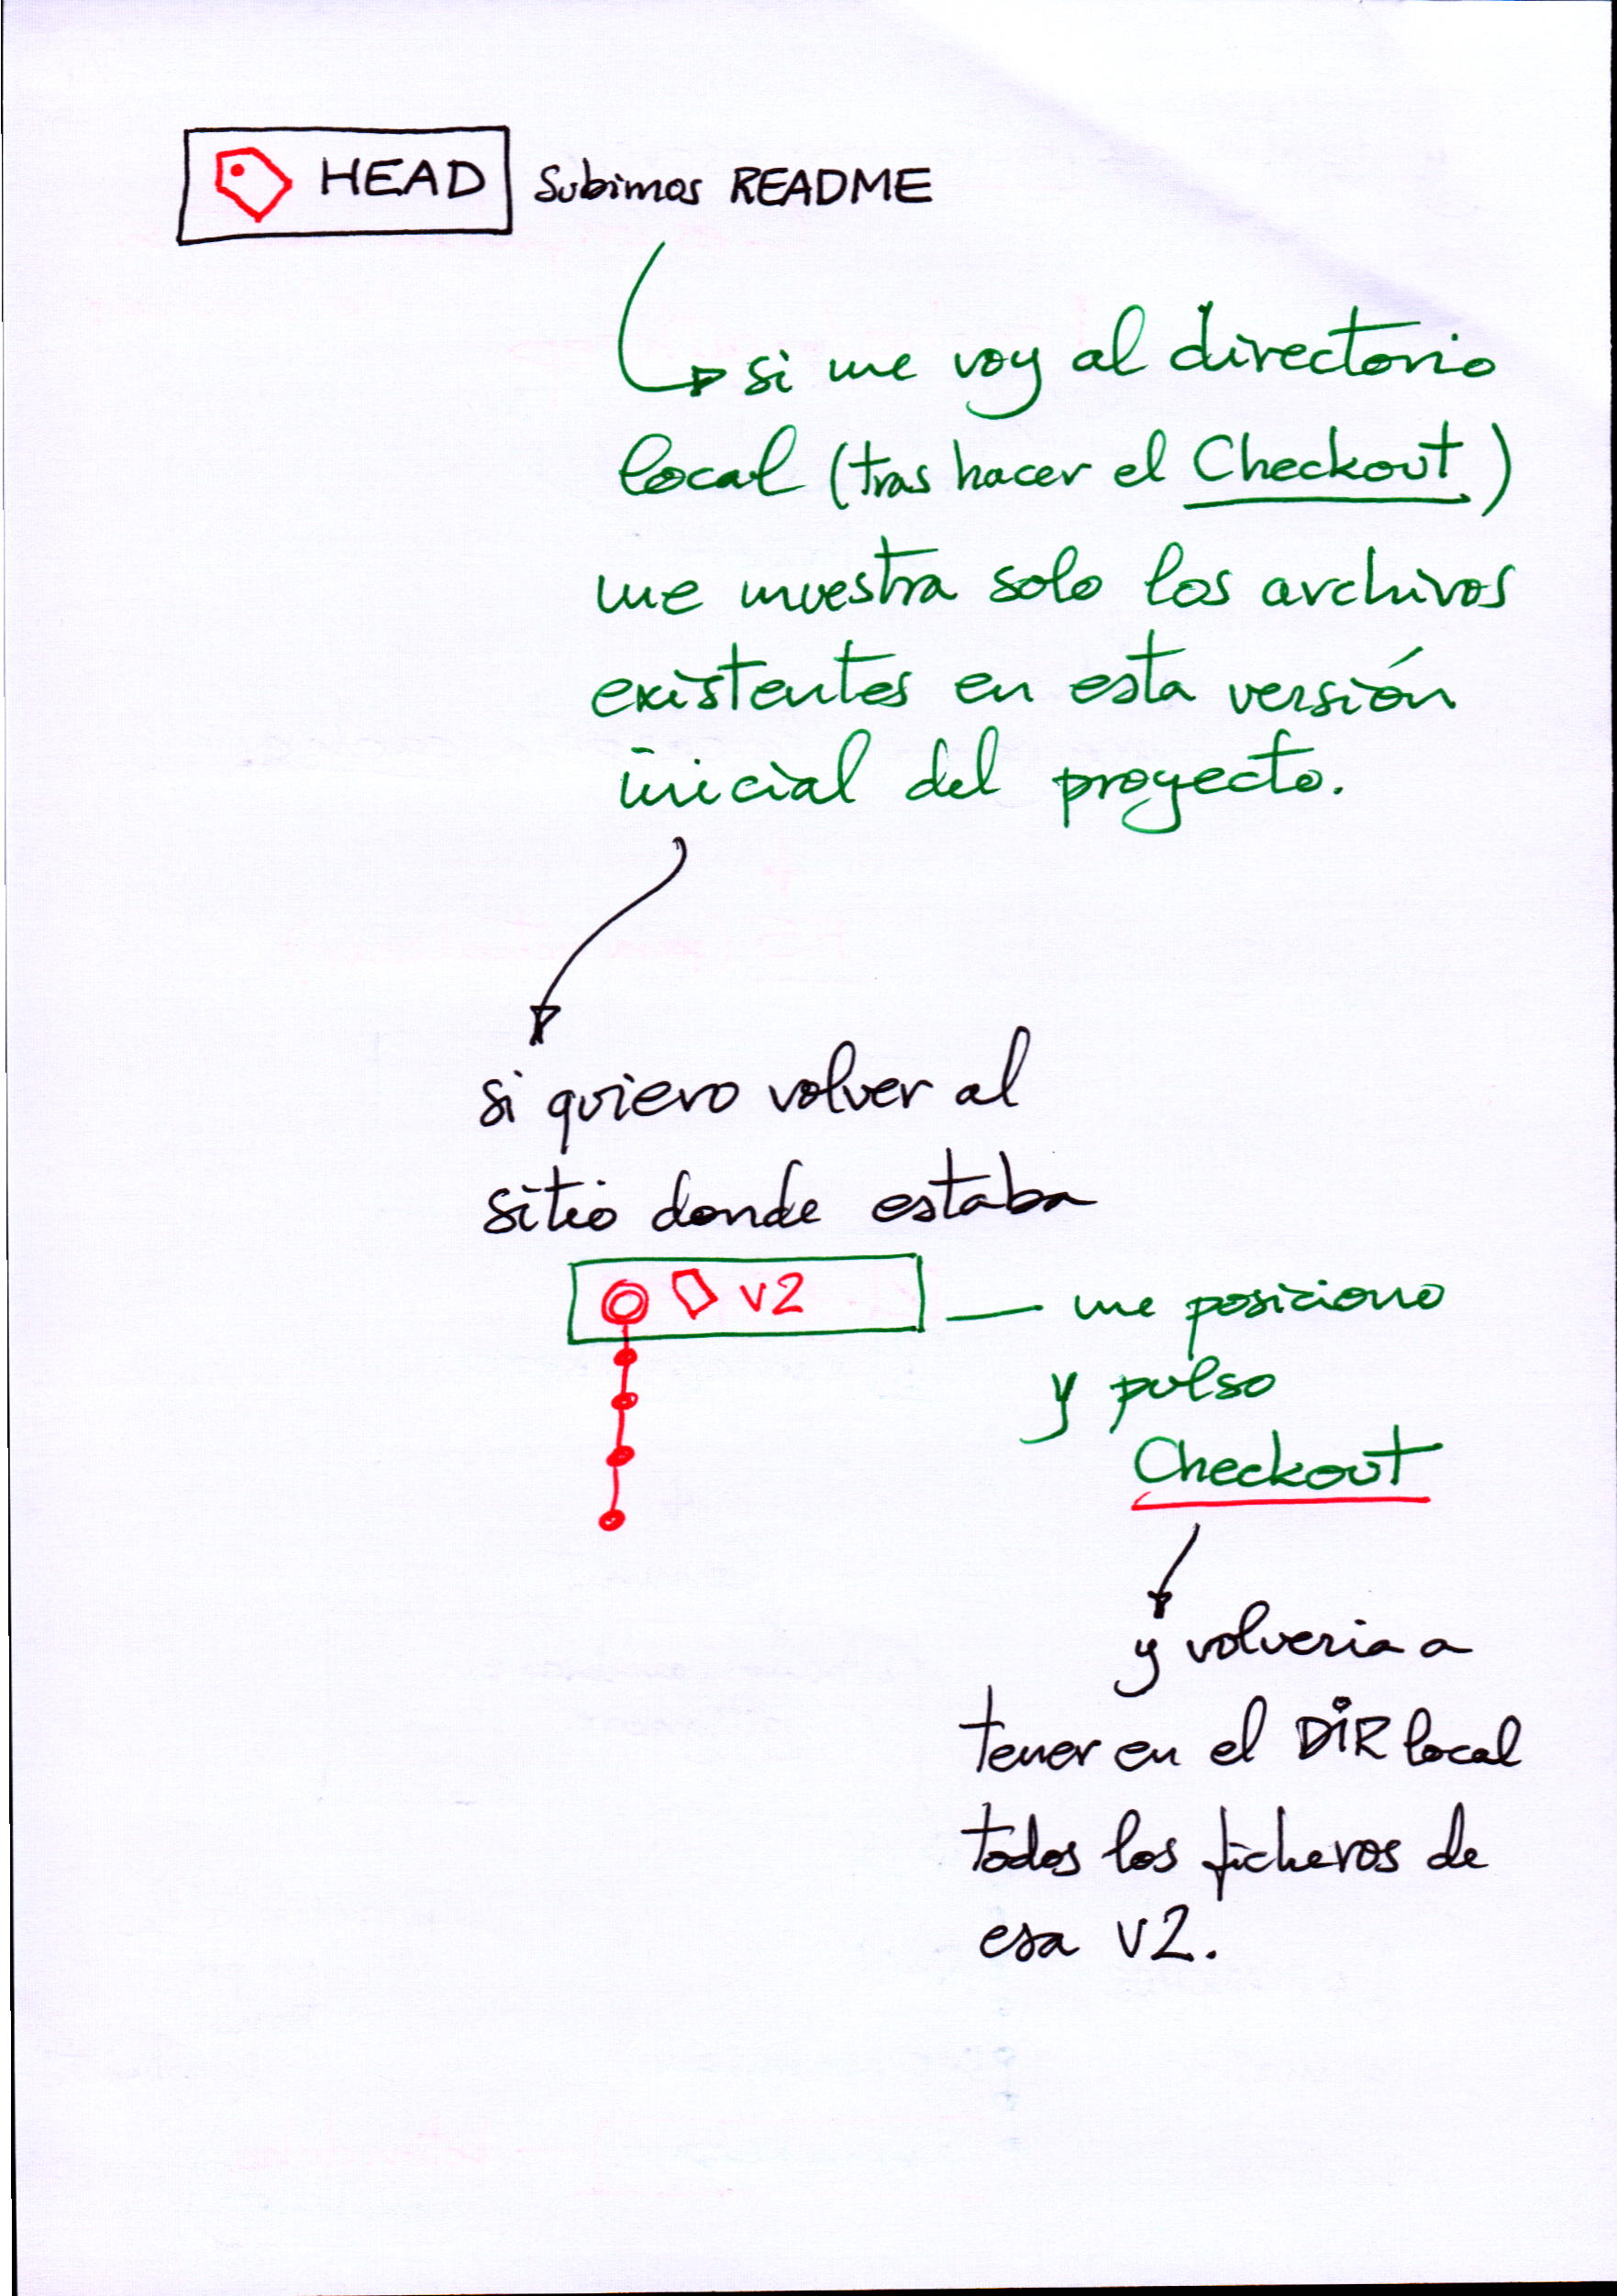 HEAD Subimos README
si me voy al directorio
local (tras hacer el Checkout)
me muestra solo los archivos
existentes en esta versión
inicial del proyecto.
si quiero volver al
sitio donde estaba
v2 — me posiciono
y pulso
Checkout
y volveria a
tener en el DIR local
todos los ficheros de
esa v2.